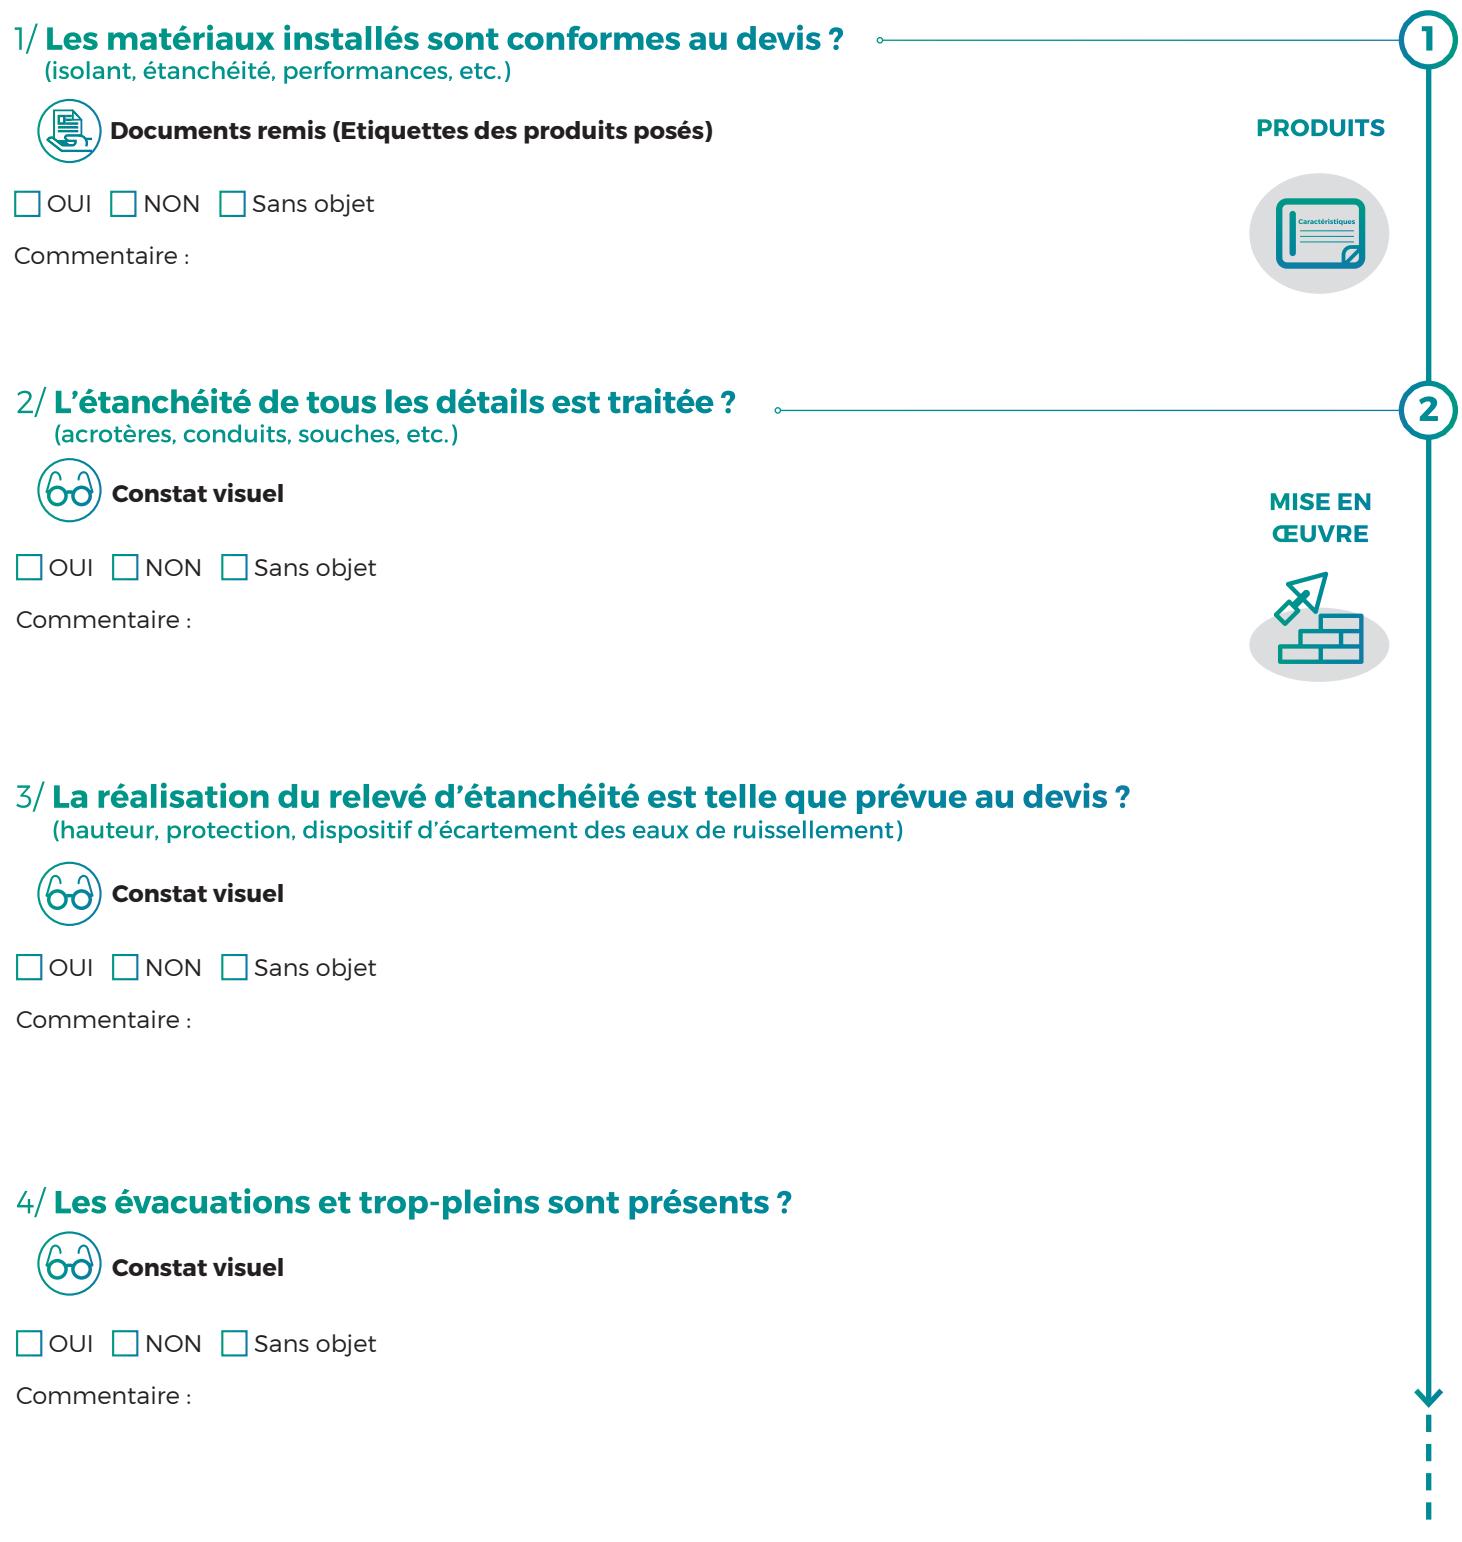 1/ Les matériaux installés sont conformes au devis ?
1
(isolant, étanchéité, performances, etc.)
Documents remis (Etiquettes des produits posés)
PRODUITS
OUI NON Sans objet
Caractéristiques
Commentaire :
2/ L’étanchéité de tous les détails est traitée ?
2
(acrotères, conduits, souches, etc.)
Constat visuel
MISE EN
ŒUVRE
OUI NON Sans objet
Commentaire :
3/ La réalisation du relevé d’étanchéité est telle que prévue au devis ?
(hauteur, protection, dispositif d’écartement des eaux de ruissellement)
Constat visuel
OUI NON Sans objet
Commentaire :
4/ Les évacuations et trop-pleins sont présents ?
Constat visuel
OUI NON Sans objet
Commentaire :